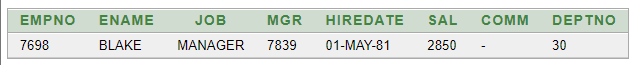 EMPNO ENAME JOB MGR HIREDATE SAL COMM DEPTNO
7698 BLAKE MANAGER 7839 01-MAY-81 2850 - 30